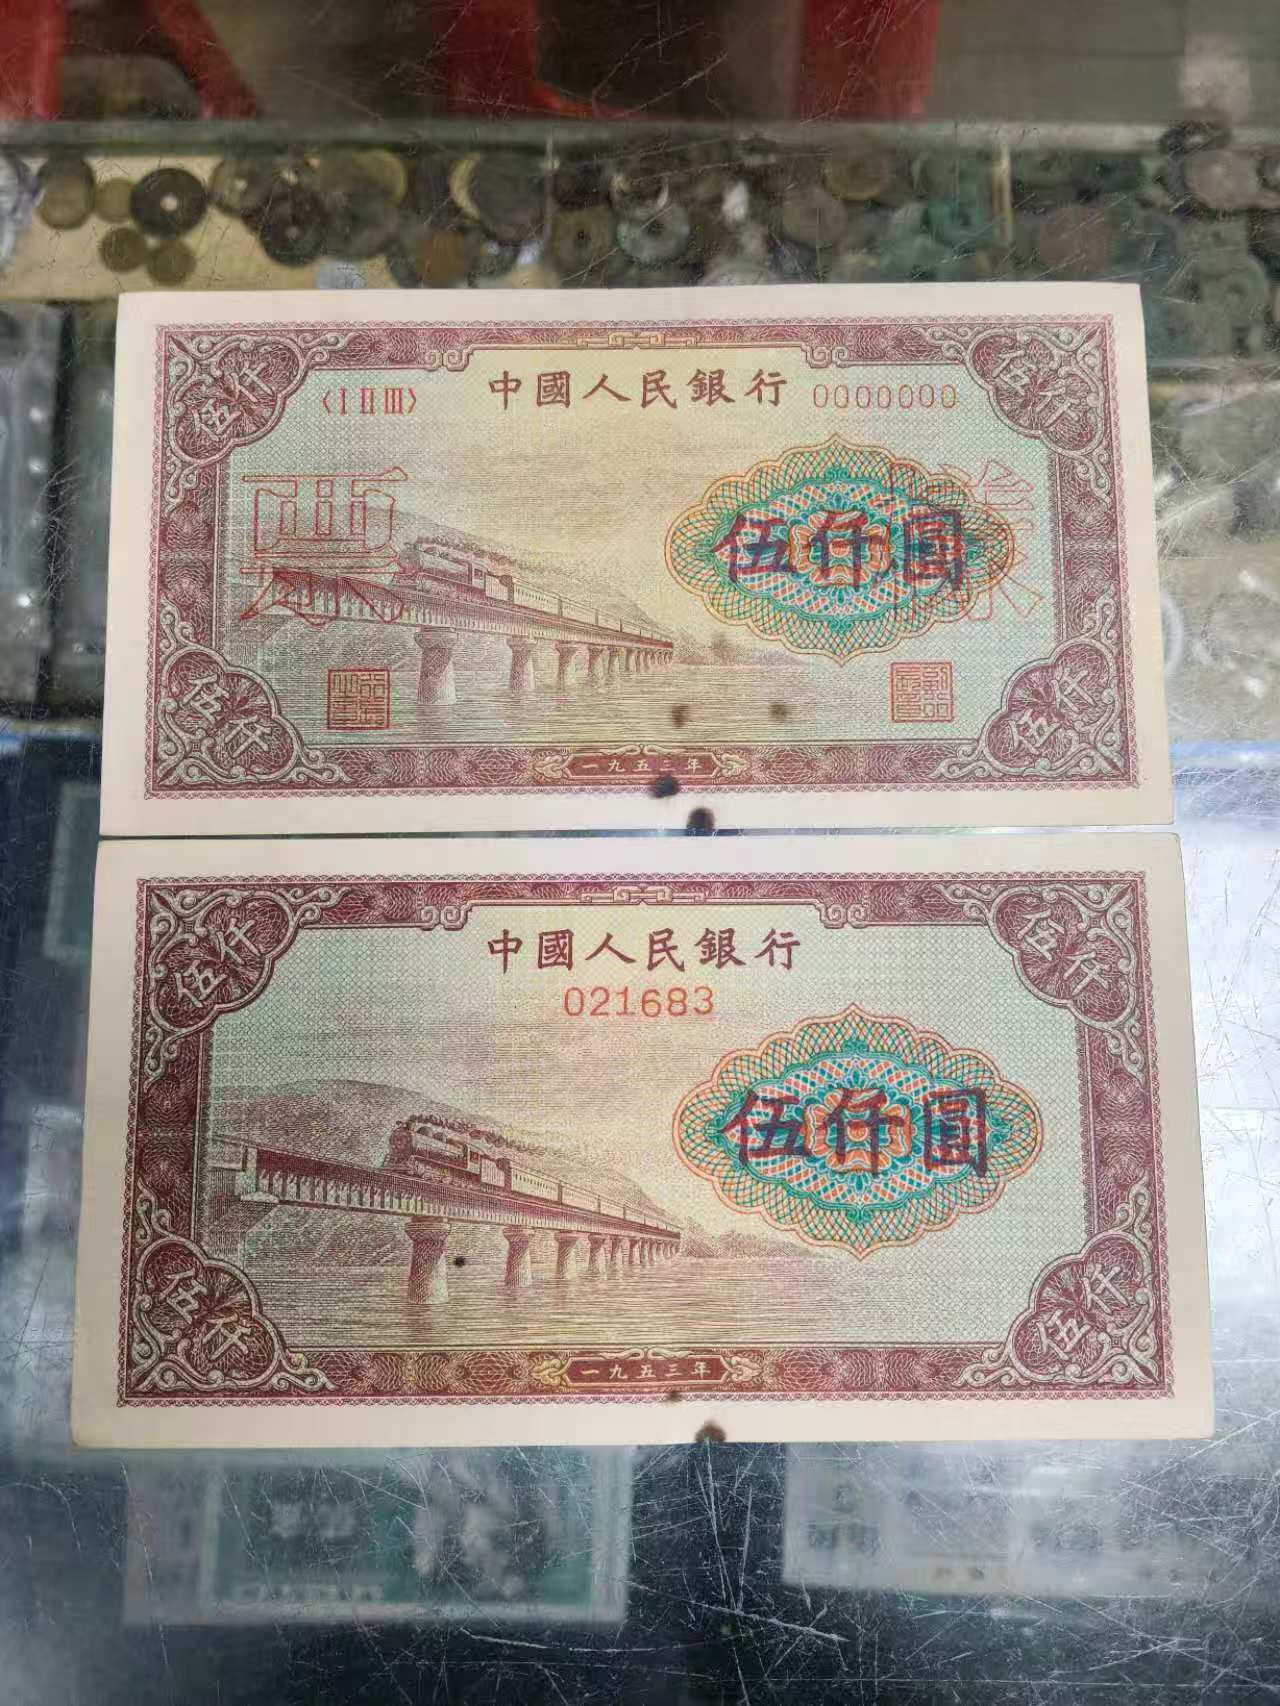 中國人民銀行
〈I II III〉
0000000
票
樣
伍仟圓
伍仟
伍仟
伍仟
伍仟
一九五三年
中國人民銀行
021683
伍仟圓
伍仟
伍仟
伍仟
伍仟
一九五三年